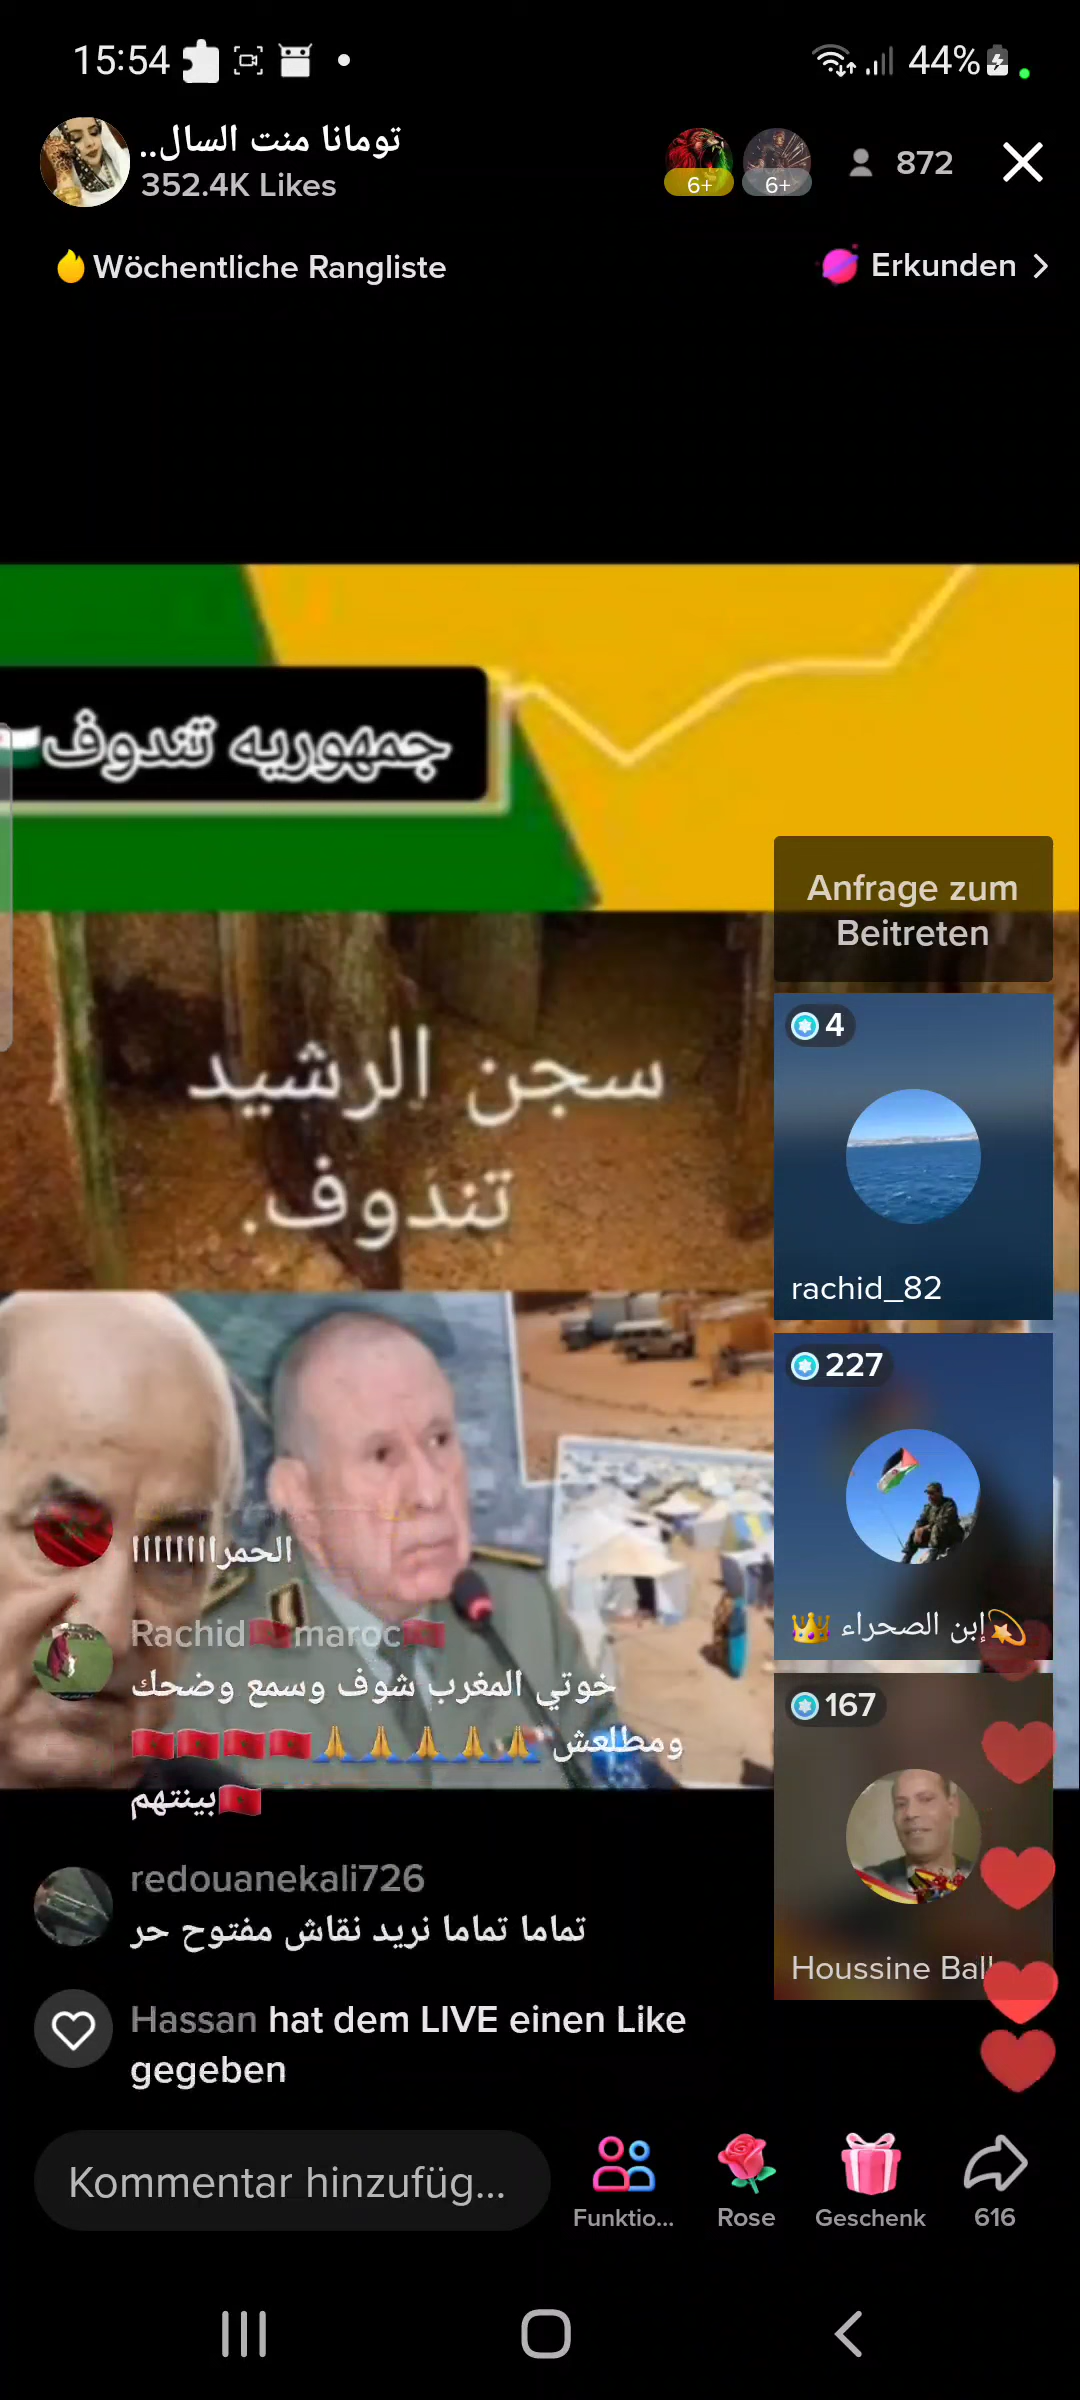 15:54
44%
تومانا منت السال..
352.4K Likes
6+
6+
872
Wöchentliche Rangliste
Erkunden
جمهوريه تندوف
Anfrage zum
Beitreten
سجن الرشيد
تندوف.
4
rachid_82
227
إبن الصحراء
167
Houssine Ball
الحمراااااااا
Rachid🇲🇦maroc🇲🇦
خوتي المغرب شوف وسمع وضحك
ومطلعش 🙏🙏🙏🙏🙏🇲🇦🇲🇦🇲🇦🇲🇦
🇲🇦بينتهم
redouanekali726
تماما تماما نريد نقاش مفتوح حر
Hassan hat dem LIVE einen Like
gegeben
Kommentar hinzufüg...
Funktio...
Rose
Geschenk
616